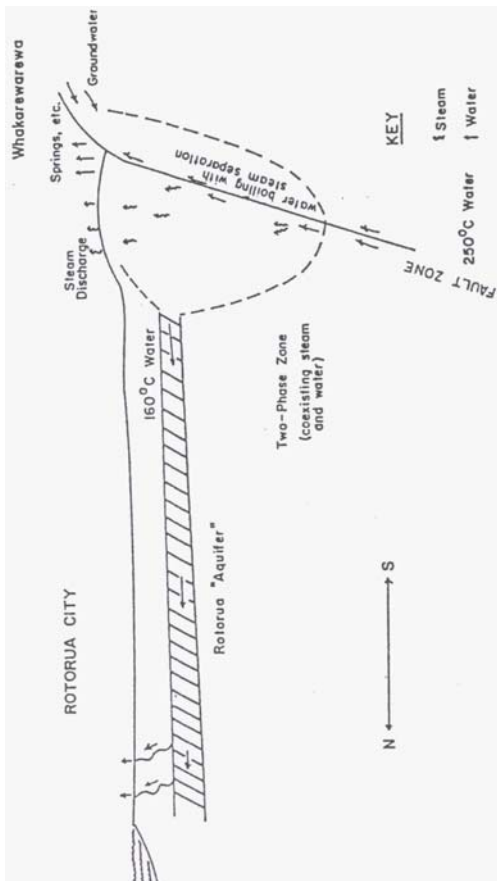 Whakarewarewa
Springs, etc.
Groundwater
Steam
Discharge
ROTORUA CITY
160°C Water
water boiling with
steam separation
Rotorua "Aquifer"
Two-Phase Zone
(coexisting steam
and water)
FAULT ZONE
250°C Water
KEY
Steam
Water
N
S